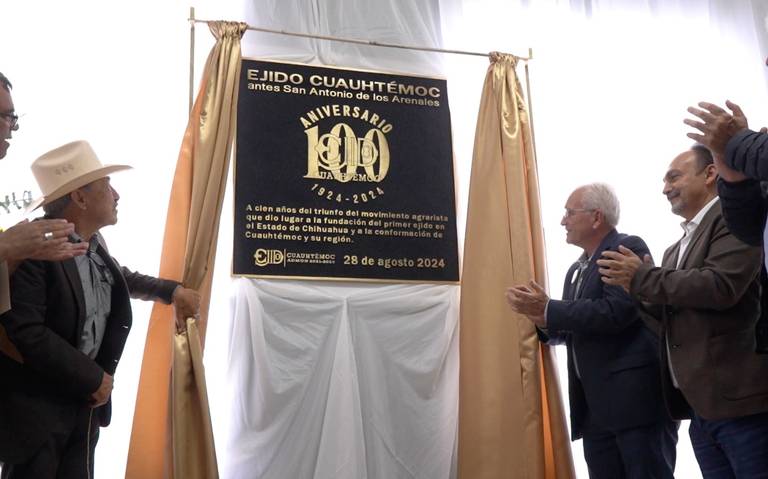 EJIDO CUAUHTÉMOC
antes San Antonio de los Arenales
ANIVERSARIO
100
EJIDO
CUAUHTÉMOC
1924-2024
A cien años del triunfo del movimiento agrarista
que dio lugar a la fundación del primer ejido en
el Estado de Chihuahua y a la conformación de
Cuauhtémoc y su región.
CUAUHTÉMOC
28 de agosto 2024